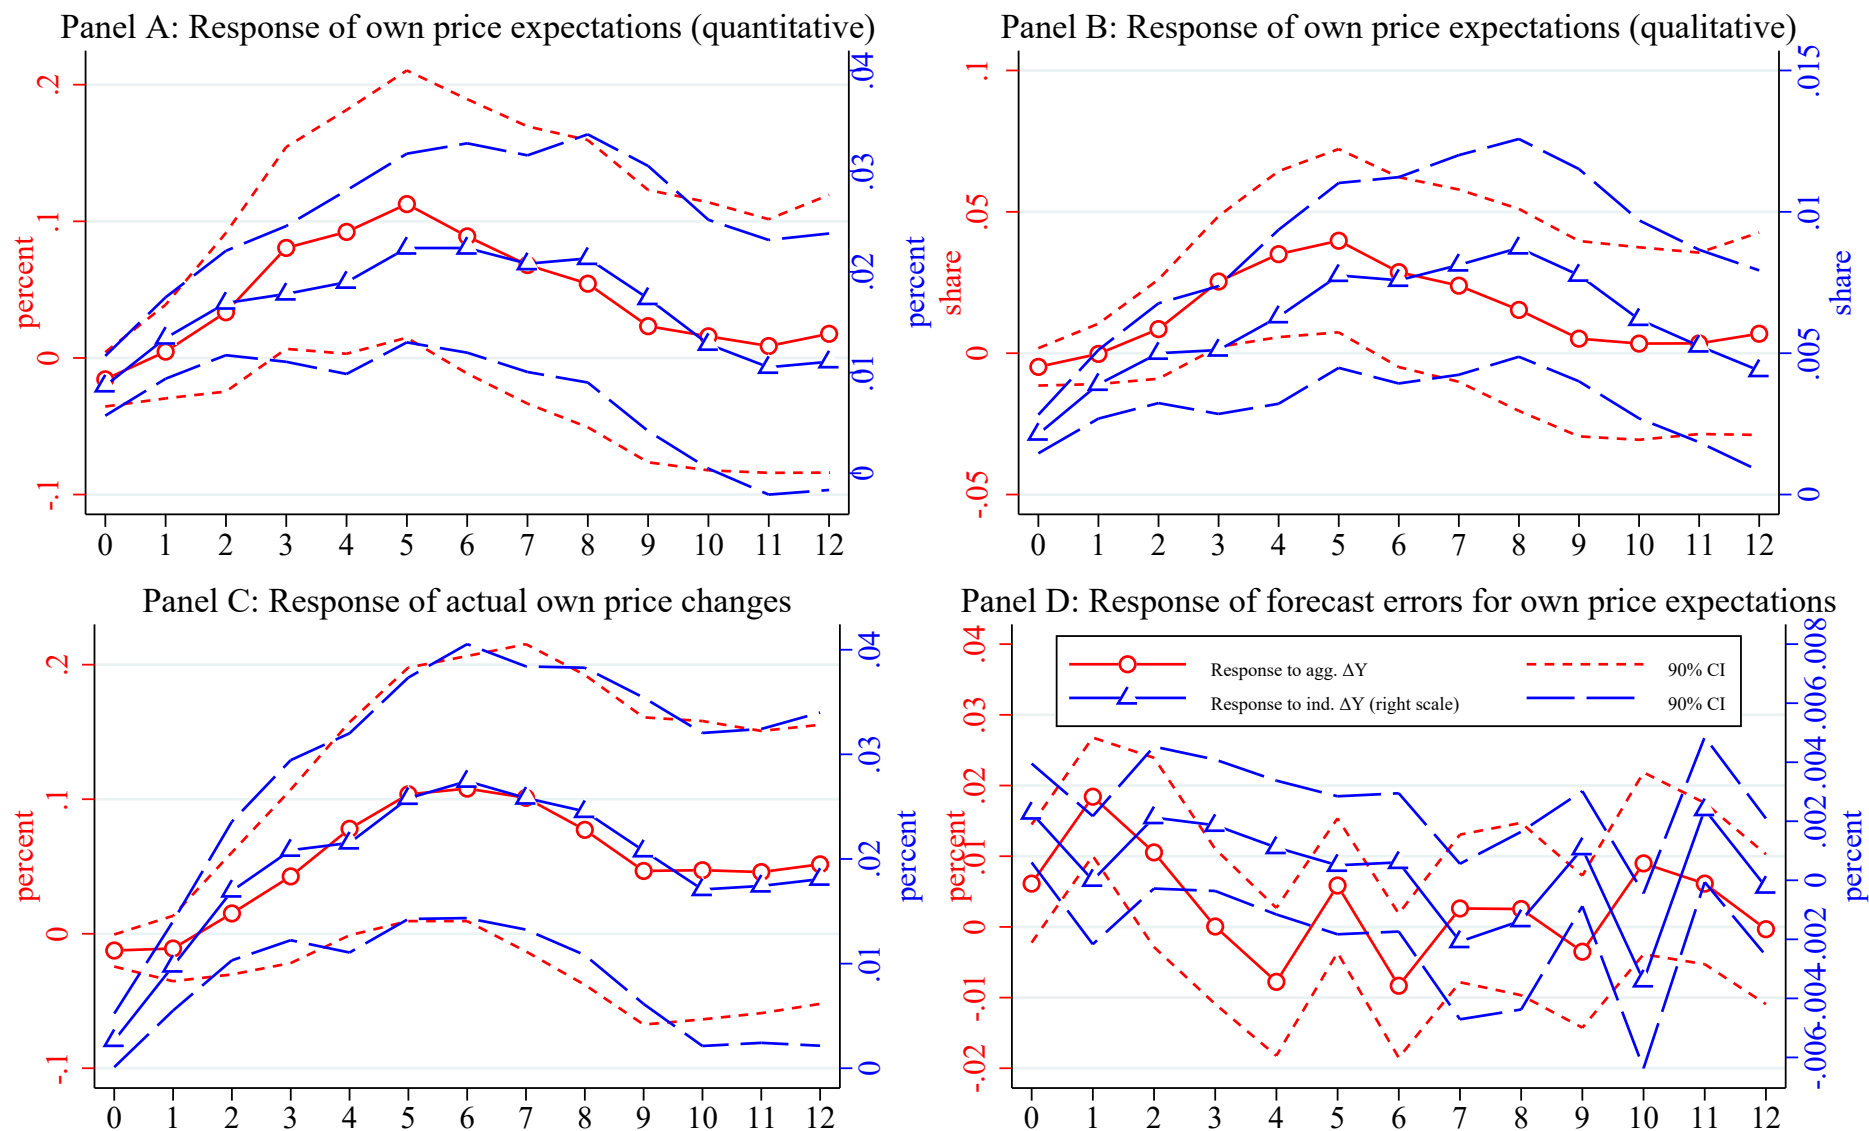 Panel A: Response of own price expectations (quantitative)
percent
.2
.1
0
-.1
.04
.03
.02
.01
0
percent
0 1 2 3 4 5 6 7 8 9 10 11 12
Panel B: Response of own price expectations (qualitative)
share
.1
.05
0
-.05
.015
.01
.005
0
share
0 1 2 3 4 5 6 7 8 9 10 11 12
Panel C: Response of actual own price changes
percent
.2
.1
0
-.1
.04
.03
.02
.01
0
percent
0 1 2 3 4 5 6 7 8 9 10 11 12
Panel D: Response of forecast errors for own price expectations
percent
.04
.03
.02
.01
0
-.01
-.02
Response to agg. ΔY 90% CI
Response to ind. ΔY (right scale) 90% CI
.008
.006
.004
.002
0
-.002
-.004
-.006
percent
0 1 2 3 4 5 6 7 8 9 10 11 12